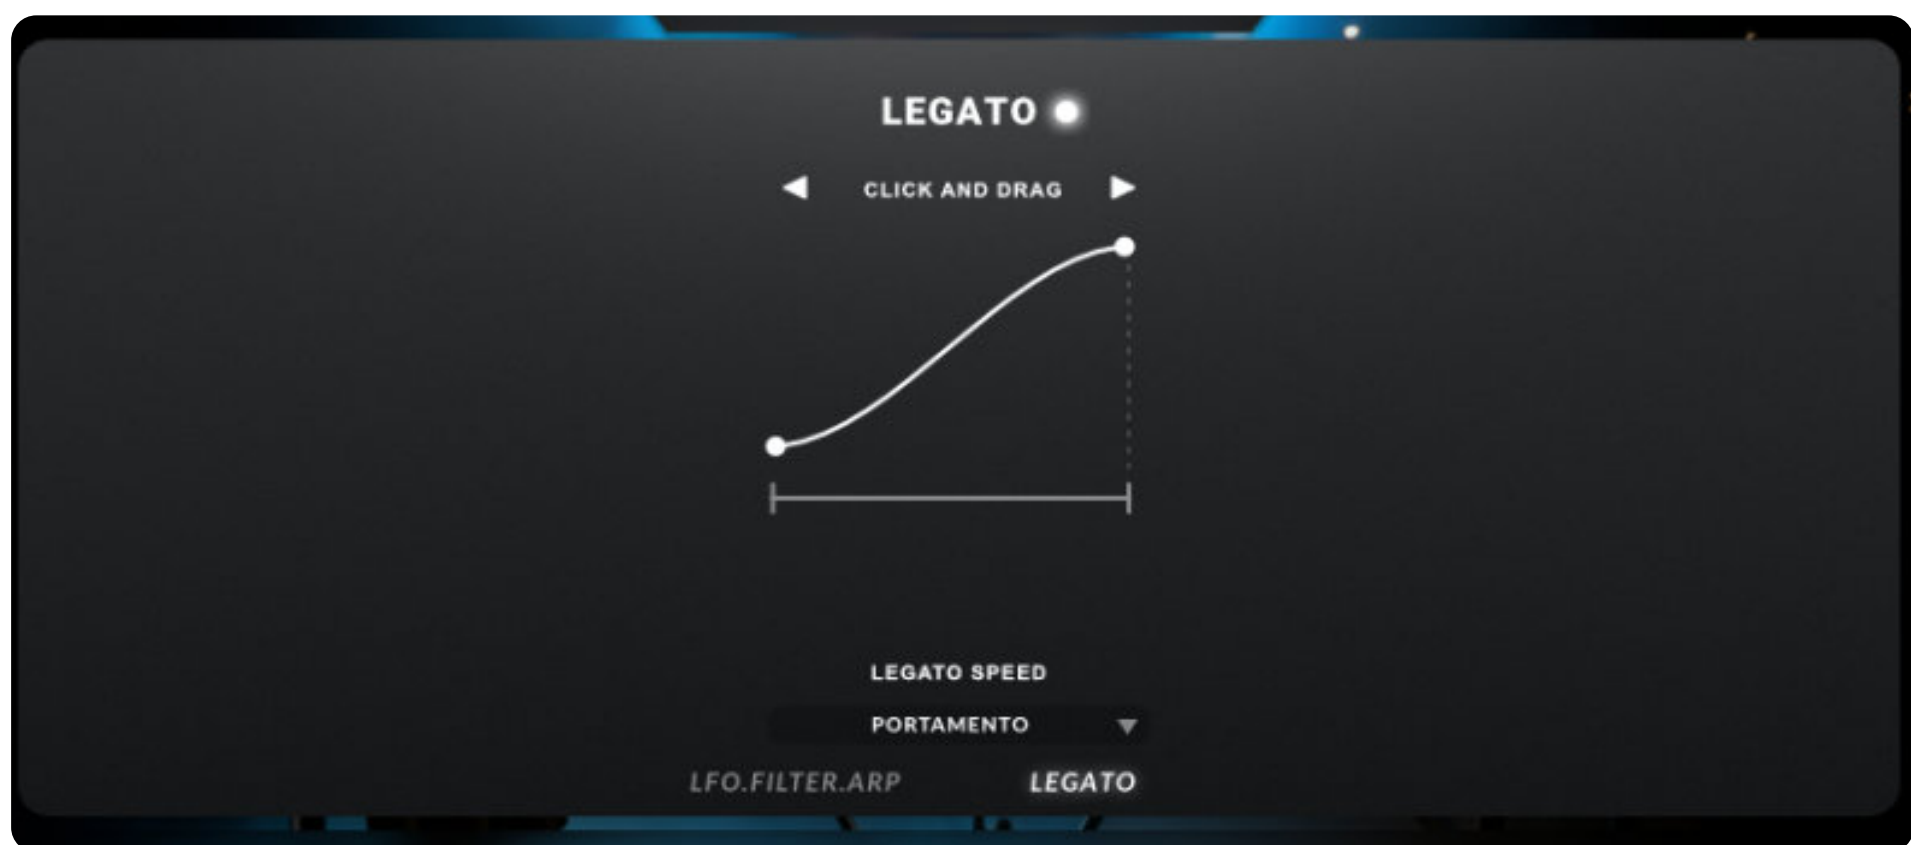 LEGATO
CLICK AND DRAG
LEGATO SPEED
PORTAMENTO
LFO.FILTER.ARP LEGATO